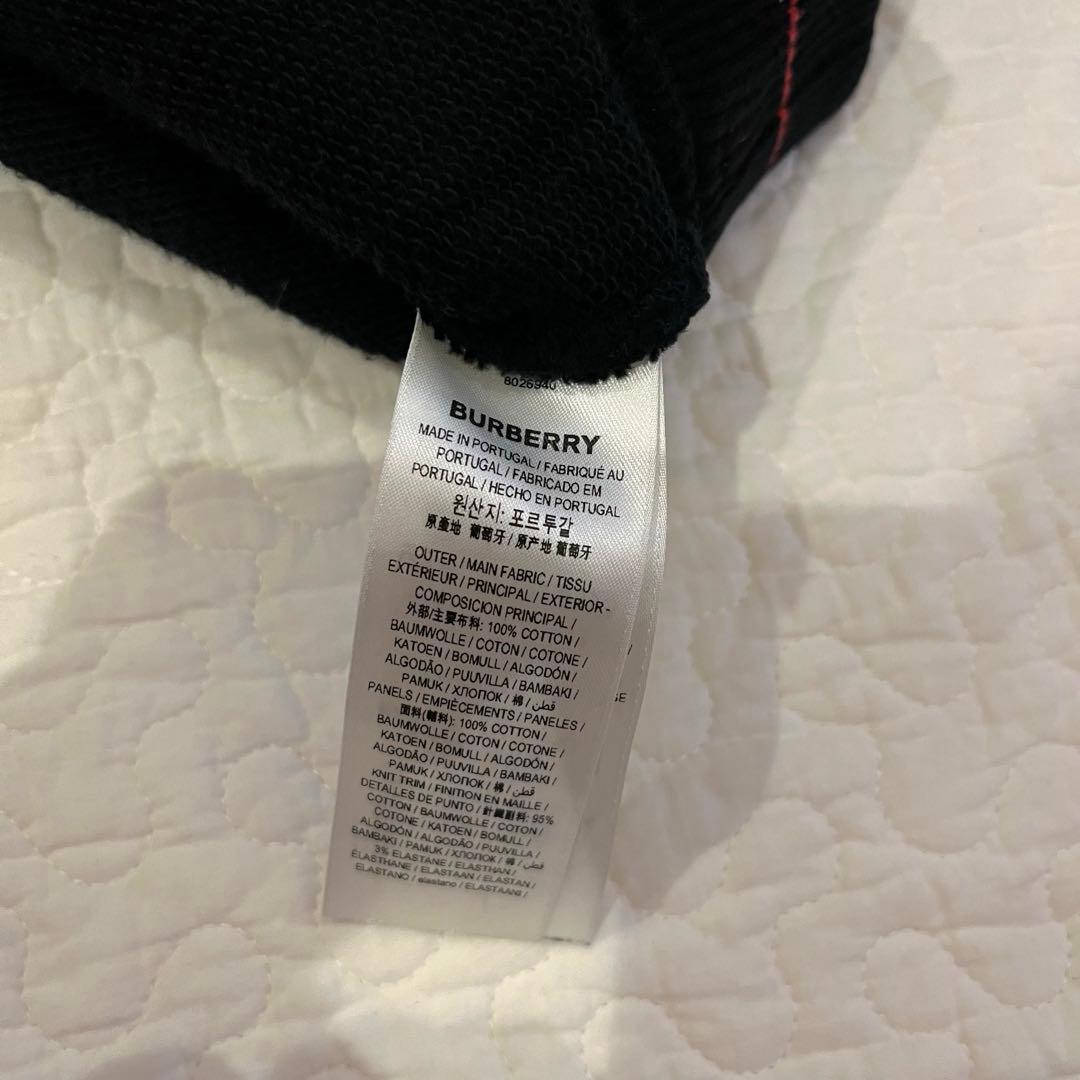 8026940
BURBERRY
MADE IN PORTUGAL / FABRIQUÉ AU
PORTUGAL / FABRICADO EM
PORTUGAL / HECHO EN PORTUGAL
원산지: 포르투갈
原產地 葡萄牙 / 原产地 葡萄牙
OUTER / MAIN FABRIC / TISSU
EXTÉRIEUR / PRINCIPAL / EXTERIOR -
COMPOSICION PRINCIPAL /
外部/主要布料: 100% COTTON /
BAUMWOLLE / COTON / COTONE /
KATOEN / BOMULL / ALGODÓN /
ALGODÃO / PUUVILLA / BAMBAKI /
PAMUK / ХЛОПОК / 棉 / قطن /
PANELS / EMPIÈCEMENTS / PANELES /
面料(輔料): 100% COTTON /
BAUMWOLLE / COTON / COTONE /
KATOEN / BOMULL / ALGODÓN /
ALGODÃO / PUUVILLA / BAMBAKI /
PAMUK / ХЛОПОК / 棉 / قطن /
KNIT TRIM / FINITION EN MAILLE /
DETALLES DE PUNTO / 針織副料: 95%
COTTON / BAUMWOLLE / COTON /
COTONE / KATOEN / BOMULL /
ALGODÓN / ALGODÃO / PUUVILLA /
BAMBAKI / PAMUK / ХЛОПОК / 棉 / قطن /
3% ELASTANE / ELASTHAN /
ELASTHANNE / ELASTAAN / ELASTAN /
ELASTANO / elastano / ELASTAANI /